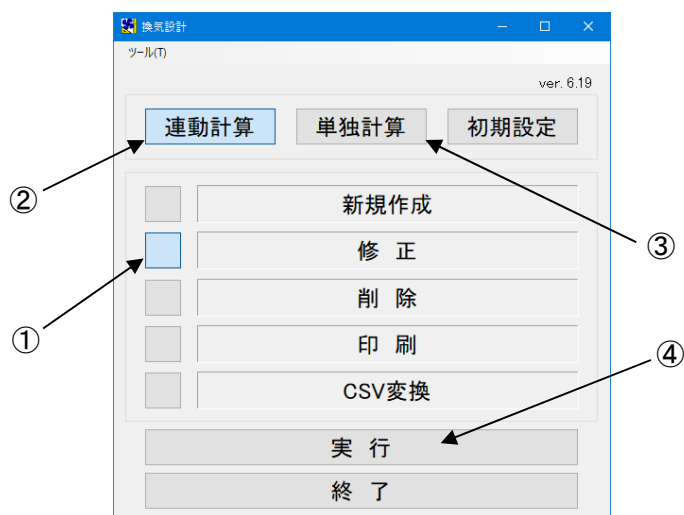 換気設計
ツール(T)
ver. 6.19
連動計算 単独計算 初期設定
②
新規作成
③
修 正
①
削 除
印 刷
④
CSV変換
実 行
終 了